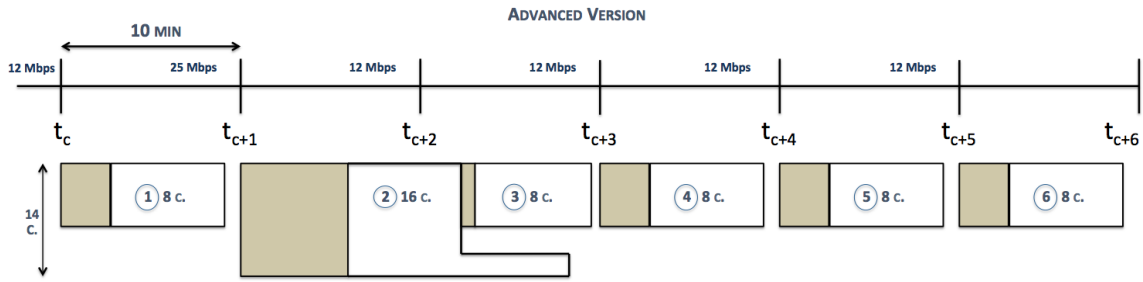 ADVANCED VERSION
10 MIN
12 Mbps 25 Mbps 12 Mbps 12 Mbps 12 Mbps 12 Mbps
tc tc+1 tc+2 tc+3 tc+4 tc+5 tc+6
1 8 C. 2 16 C. 3 8 C. 4 8 C. 5 8 C. 6 8 C.
14
C.